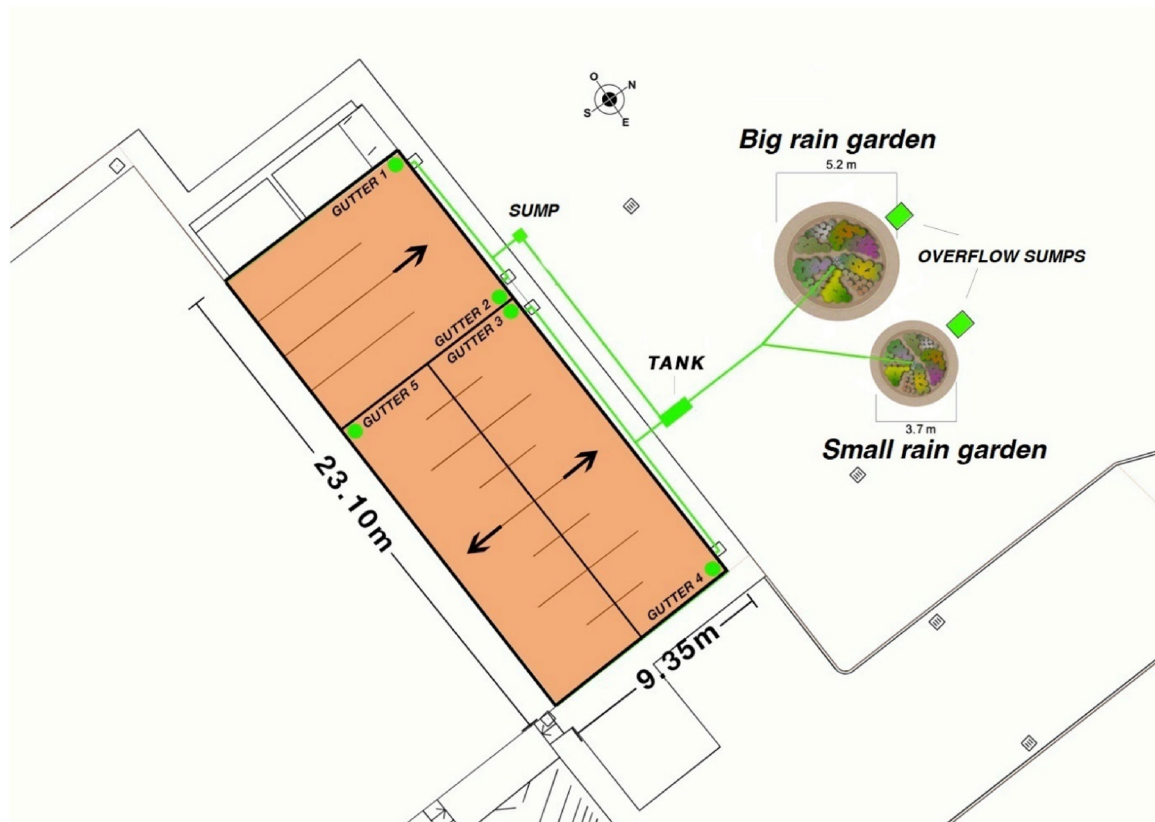 O
N
S
E
Big rain garden
5.2 m
GUTTER 1
SUMP
OVERFLOW SUMPS
GUTTER 2
GUTTER 3
TANK
GUTTER 5
3.7 m
Small rain garden
23.10m
GUTTER 4
9.35m